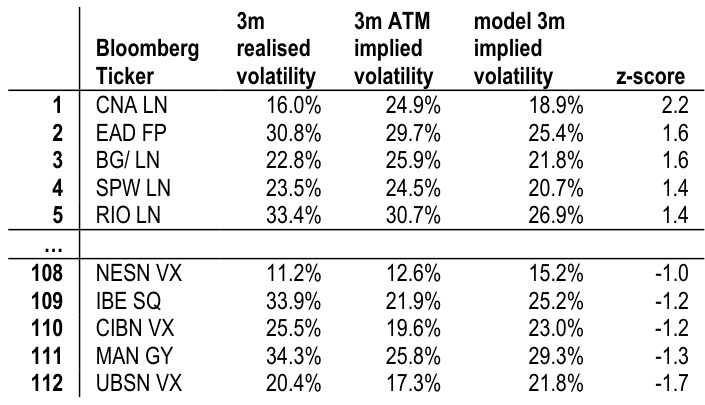 3m 3m ATM model 3m
Bloomberg realised implied implied
Ticker volatility volatility volatility z-score
1 CNA LN 16.0% 24.9% 18.9% 2.2
2 EAD FP 30.8% 29.7% 25.4% 1.6
3 BG/ LN 22.8% 25.9% 21.8% 1.6
4 SPW LN 23.5% 24.5% 20.7% 1.4
5 RIO LN 33.4% 30.7% 26.9% 1.4
...
108 NESN VX 11.2% 12.6% 15.2% -1.0
109 IBE SQ 33.9% 21.9% 25.2% -1.2
110 CIBN VX 25.5% 19.6% 23.0% -1.2
111 MAN GY 34.3% 25.8% 29.3% -1.3
112 UBSN VX 20.4% 17.3% 21.8% -1.7